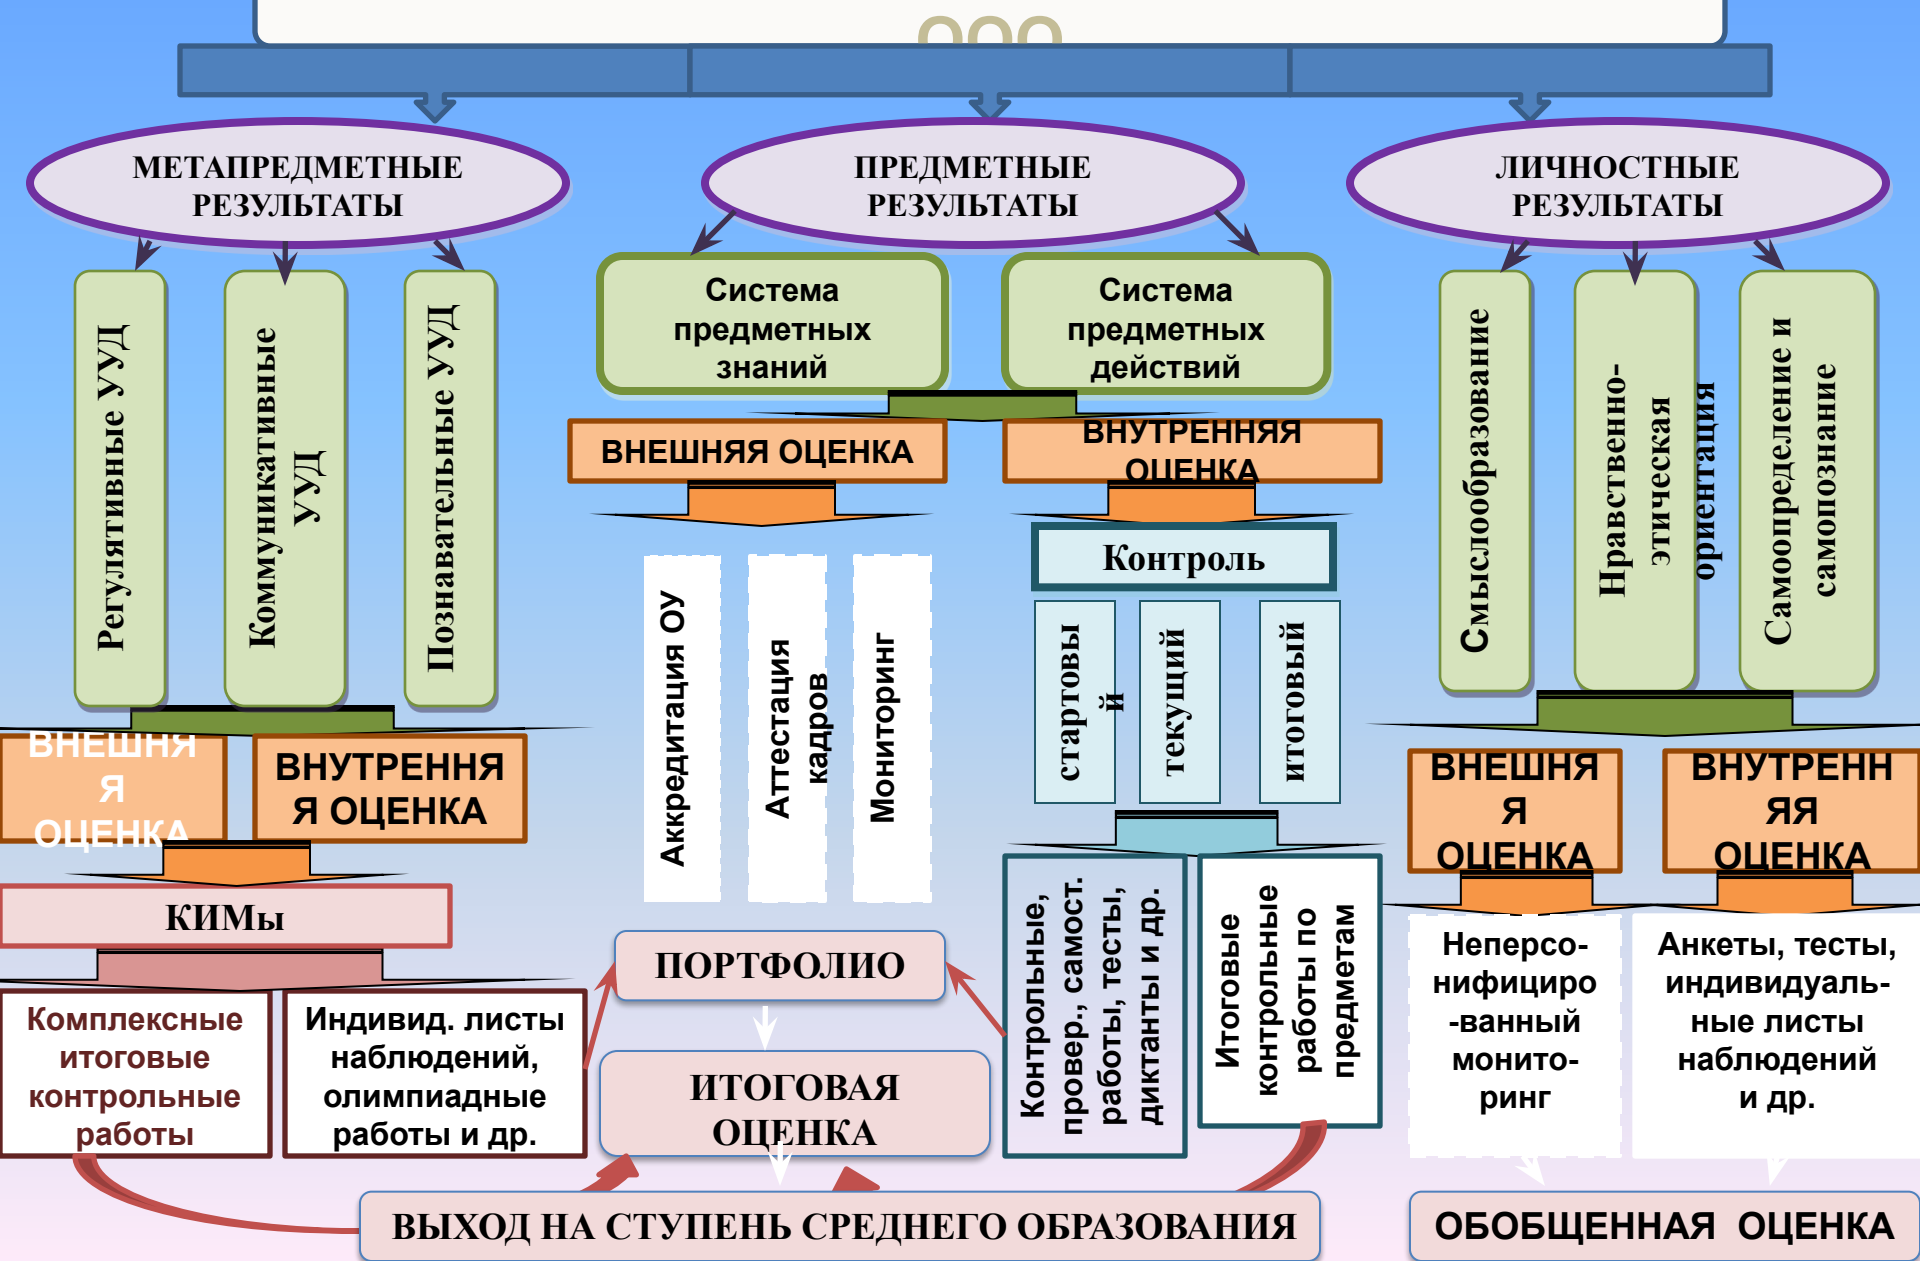 МЕТАПРЕДМЕТНЫЕ
РЕЗУЛЬТАТЫ
ПРЕДМЕТНЫЕ
РЕЗУЛЬТАТЫ
ЛИЧНОСТНЫЕ
РЕЗУЛЬТАТЫ
Регулятивные УУД
Коммуникативные
УУД
Познавательные УУД
Система
предметных
знаний
Система
предметных
действий
Смыслообразование
Нравственно-
этическая
ориентация
Самоопределение и
самопознание
ВНЕШНЯЯ ОЦЕНКА
ВНУТРЕННЯЯ
ОЦЕНКА
Аккредитация ОУ
Аттестация
кадров
Мониторинг
Контроль
стартовы
й
текущий
итоговый
ВНЕШНЯ
Я
ОЦЕНКА
ВНУТРЕННЯ
Я ОЦЕНКА
ВНЕШНЯ
Я
ОЦЕНКА
ВНУТРЕНН
ЯЯ
ОЦЕНКА
КИМы
Комплексные
итоговые
контрольные
работы
Индивид. листы
наблюдений,
олимпиадные
работы и др.
ПОРТФОЛИО
ИТОГОВАЯ
ОЦЕНКА
Контрольные,
провер., самост.
работы, тесты,
диктанты и др.
Итоговые
контрольные
работы по
предметам
Неперсо-
нифициро
-ванный
монито-
ринг
Анкеты, тесты,
индивидуаль-
ные листы
наблюдений
и др.
ВЫХОД НА СТУПЕНЬ СРЕДНЕГО ОБРАЗОВАНИЯ
ОБОБЩЕННАЯ ОЦЕНКА